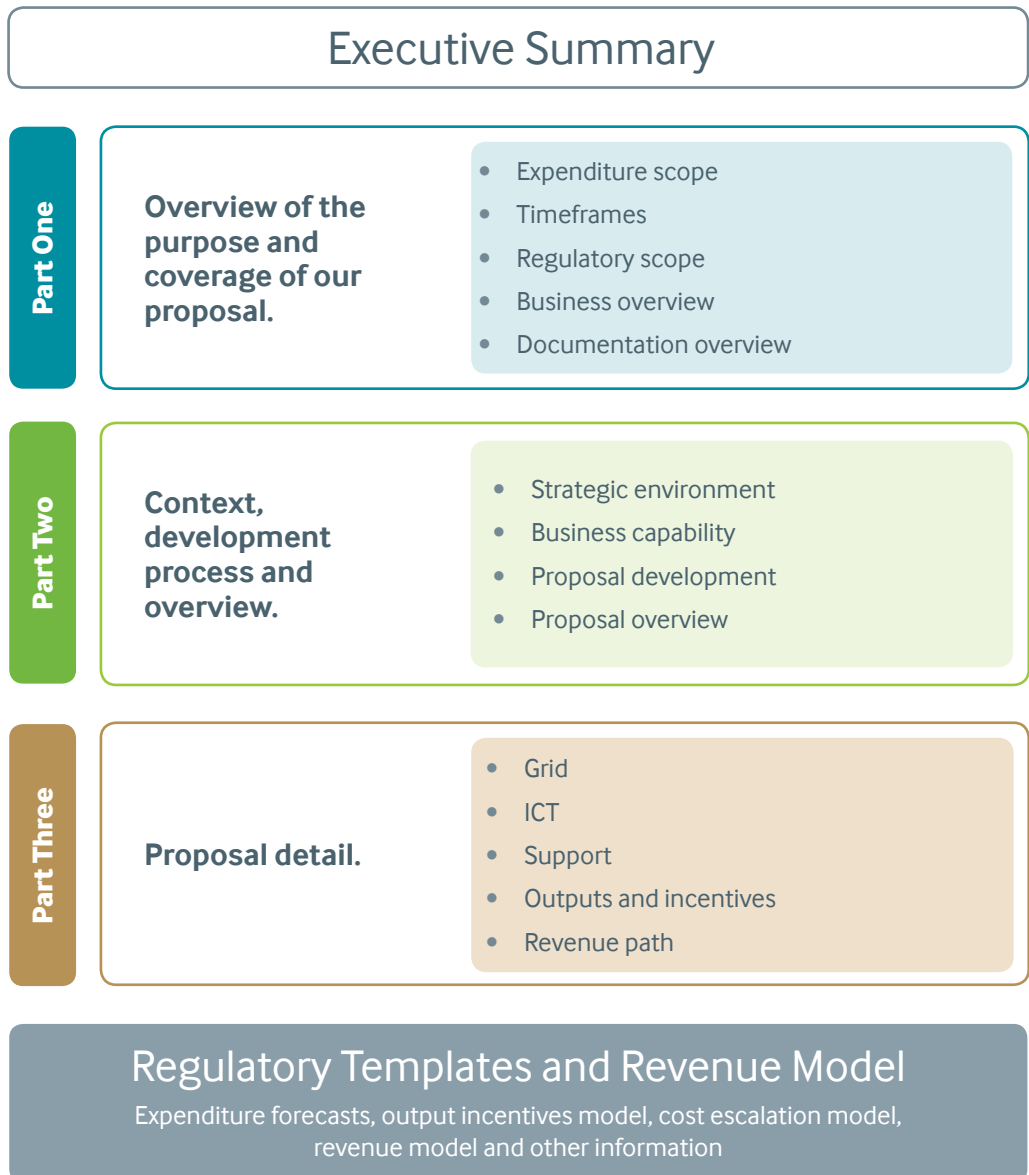 Executive Summary
Part One
Overview of the
purpose and
coverage of our
proposal.
• Expenditure scope
• Timeframes
• Regulatory scope
• Business overview
• Documentation overview
Part Two
Context,
development
process and
overview.
• Strategic environment
• Business capability
• Proposal development
• Proposal overview
Part Three
Proposal detail.
• Grid
• ICT
• Support
• Outputs and incentives
• Revenue path
Regulatory Templates and Revenue Model
Expenditure forecasts, output incentives model, cost escalation model,
revenue model and other information